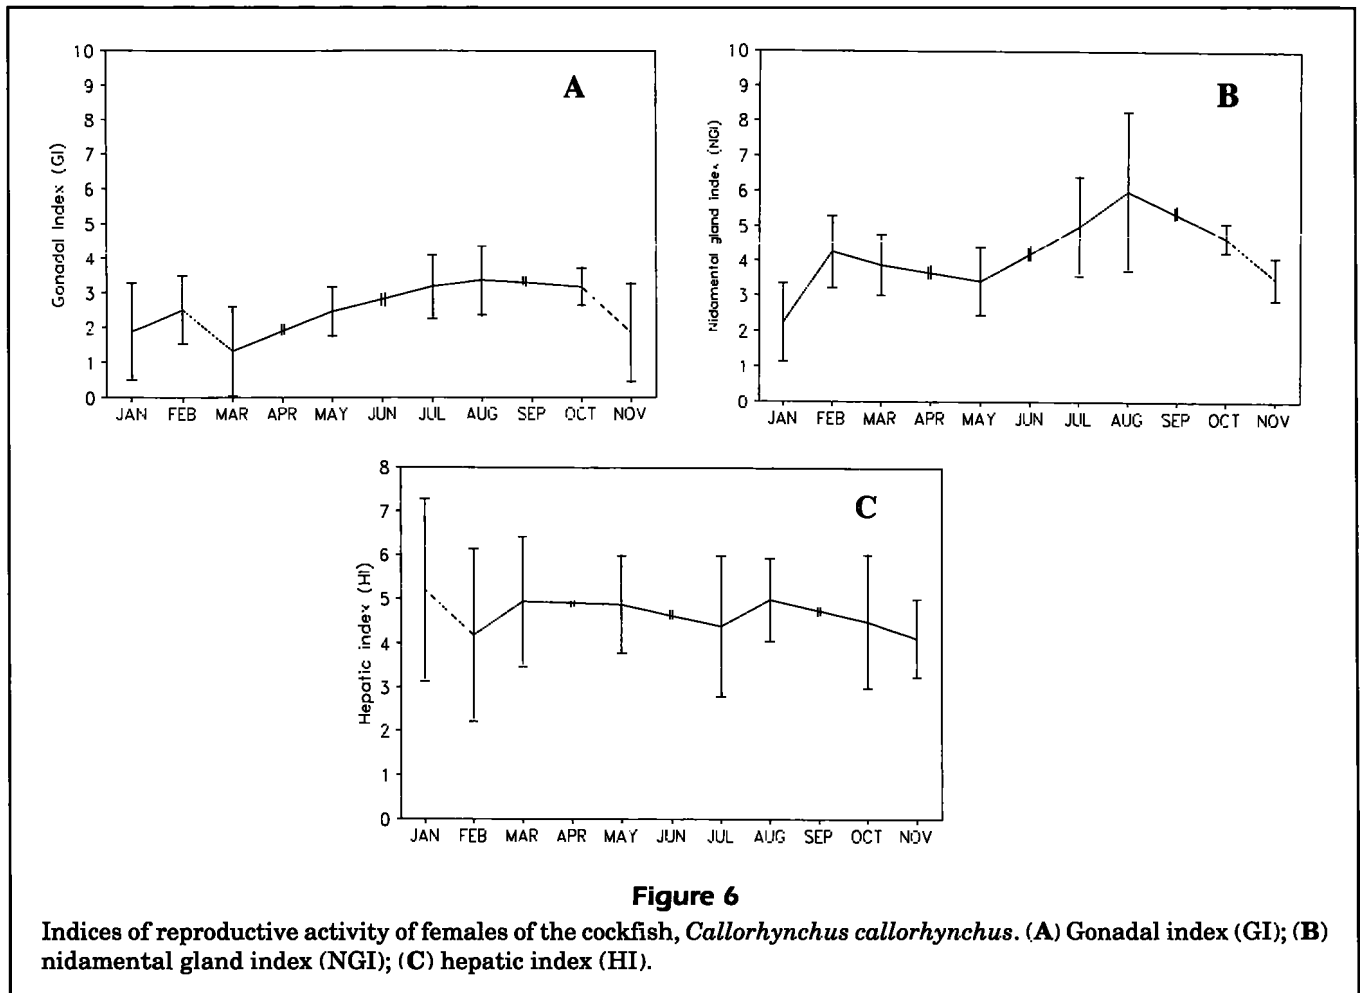 10
9
8
7
6
5
4
3
2
1
0
Gonadal Index (GI)
A
JAN FEB MAR APR MAY JUN JUL AUG SEP OCT NOV
10
9
8
7
6
5
4
3
2
1
0
Nidamental gland index (NGI)
B
JAN FEB MAR APR MAY JUN JUL AUG SEP OCT NOV
8
7
6
5
4
3
2
1
0
Hepatic index (HI)
C
JAN FEB MAR APR MAY JUN JUL AUG SEP OCT NOV
Figure 6
Indices of reproductive activity of females of the cockfish, Callorhynchus callorhynchus. (A) Gonadal index (GI); (B)
nidamental gland index (NGI); (C) hepatic index (HI).